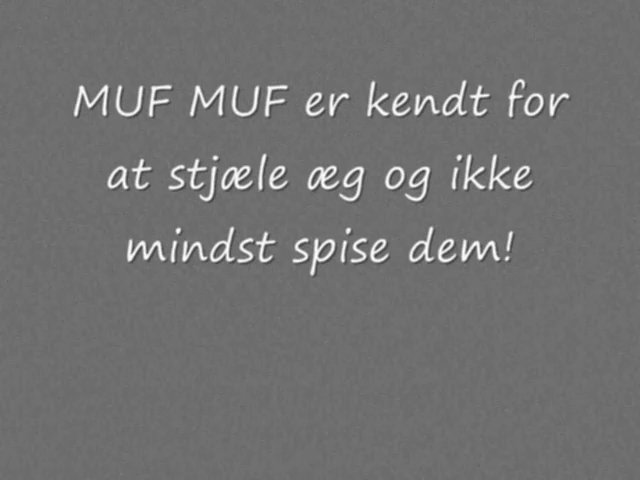 MUF MUF er kendt for
at stjæle æg og ikke
mindst spise dem!